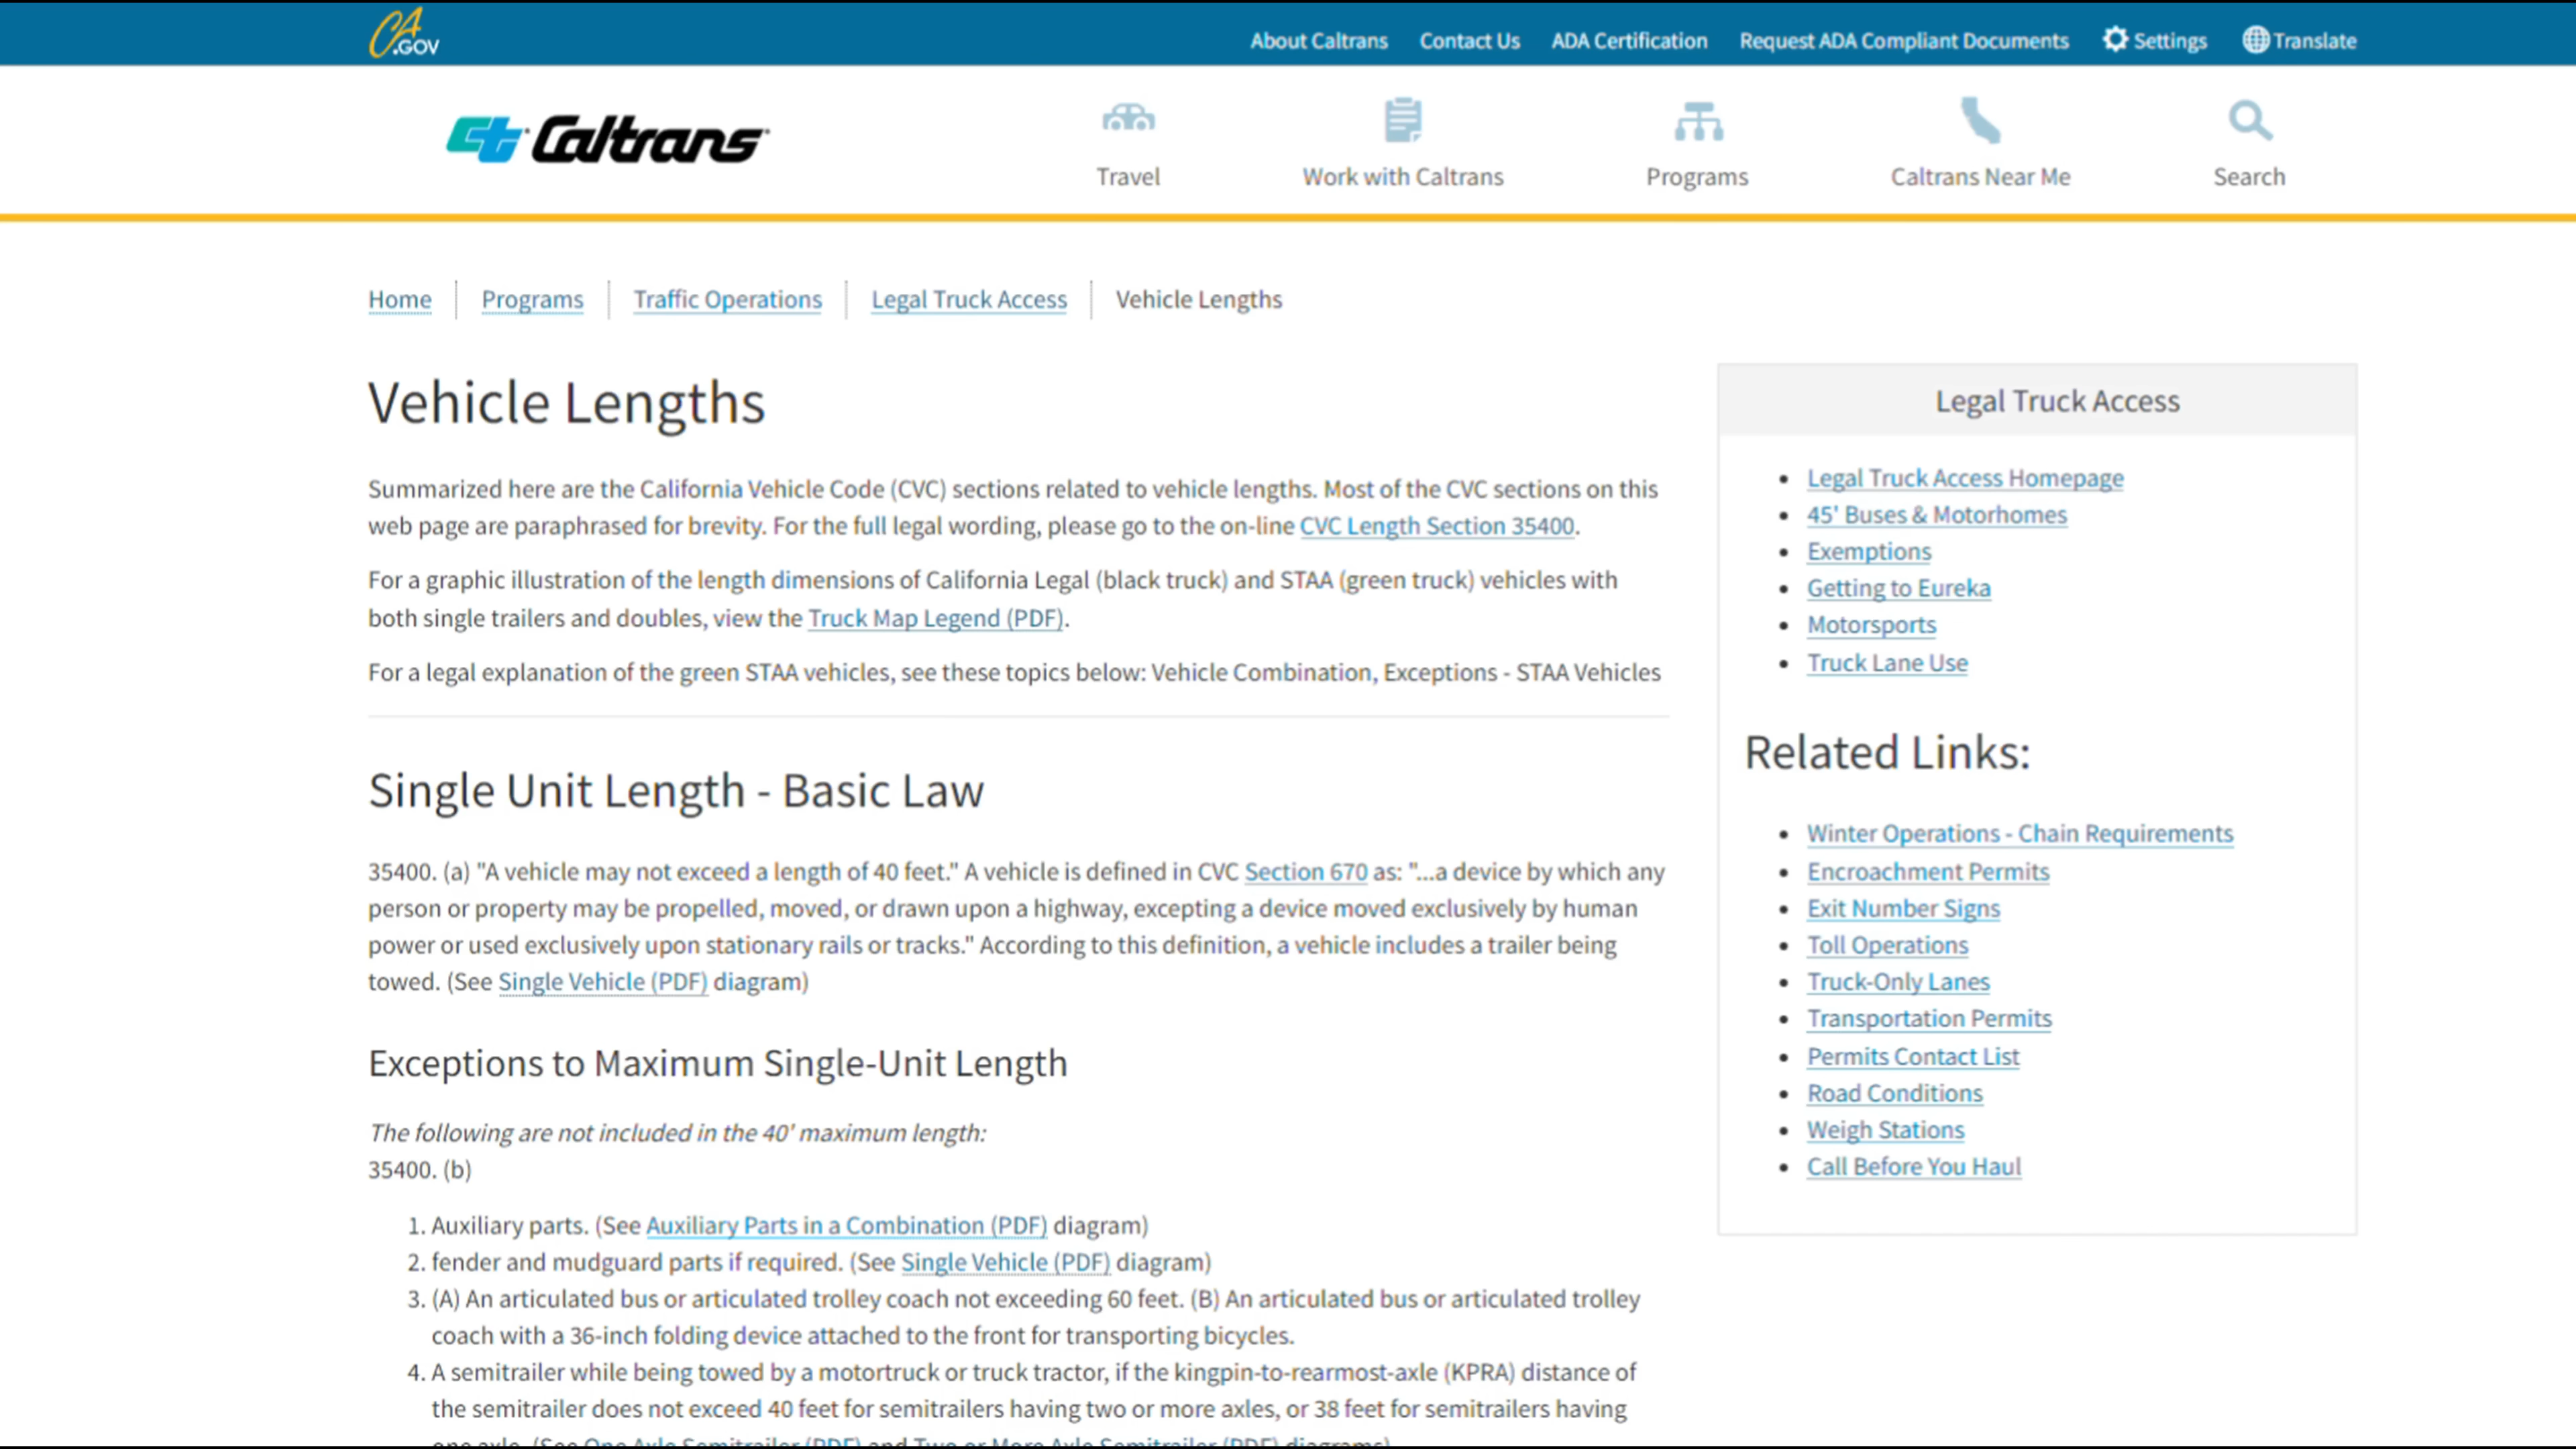 CA.GOV
About Caltrans Contact Us ADA Certification Request ADA Compliant Documents Settings Translate
ct Caltrans
Travel Work with Caltrans Programs Caltrans Near Me Search
Home Programs Traffic Operations Legal Truck Access Vehicle Lengths
Vehicle Lengths
Summarized here are the California Vehicle Code (CVC) sections related to vehicle lengths. Most of the CVC sections on this
web page are paraphrased for brevity. For the full legal wording, please go to the on-line CVC Length Section 35400.
For a graphic illustration of the length dimensions of California Legal (black truck) and STAA (green truck) vehicles with
both single trailers and doubles, view the Truck Map Legend (PDF).
For a legal explanation of the green STAA vehicles, see these topics below: Vehicle Combination, Exceptions - STAA Vehicles
Single Unit Length - Basic Law
35400. (a) "A vehicle may not exceed a length of 40 feet." A vehicle is defined in CVC Section 670 as: "...a device by which any
person or property may be propelled, moved, or drawn upon a highway, excepting a device moved exclusively by human
power or used exclusively upon stationary rails or tracks." According to this definition, a vehicle includes a trailer being
towed. (See Single Vehicle (PDF) diagram)
Exceptions to Maximum Single-Unit Length
The following are not included in the 40' maximum length:
35400. (b)
1. Auxiliary parts. (See Auxiliary Parts in a Combination (PDF) diagram)
2. fender and mudguard parts if required. (See Single Vehicle (PDF) diagram)
3. (A) An articulated bus or articulated trolley coach not exceeding 60 feet. (B) An articulated bus or articulated trolley
coach with a 36-inch folding device attached to the front for transporting bicycles.
4. A semitrailer while being towed by a motortruck or truck tractor, if the kingpin-to-rearmost-axle (KPRA) distance of
the semitrailer does not exceed 40 feet for semitrailers having two or more axles, or 38 feet for semitrailers having
one axle. (See One Axle Semitrailer (PDF) and Two or More Axle Semitrailer (PDF) diagrams)
Legal Truck Access
• Legal Truck Access Homepage
• 45' Buses & Motorhomes
• Exemptions
• Getting to Eureka
• Motorsports
• Truck Lane Use
Related Links:
• Winter Operations - Chain Requirements
• Encroachment Permits
• Exit Number Signs
• Toll Operations
• Truck-Only Lanes
• Transportation Permits
• Permits Contact List
• Road Conditions
• Weigh Stations
• Call Before You Haul